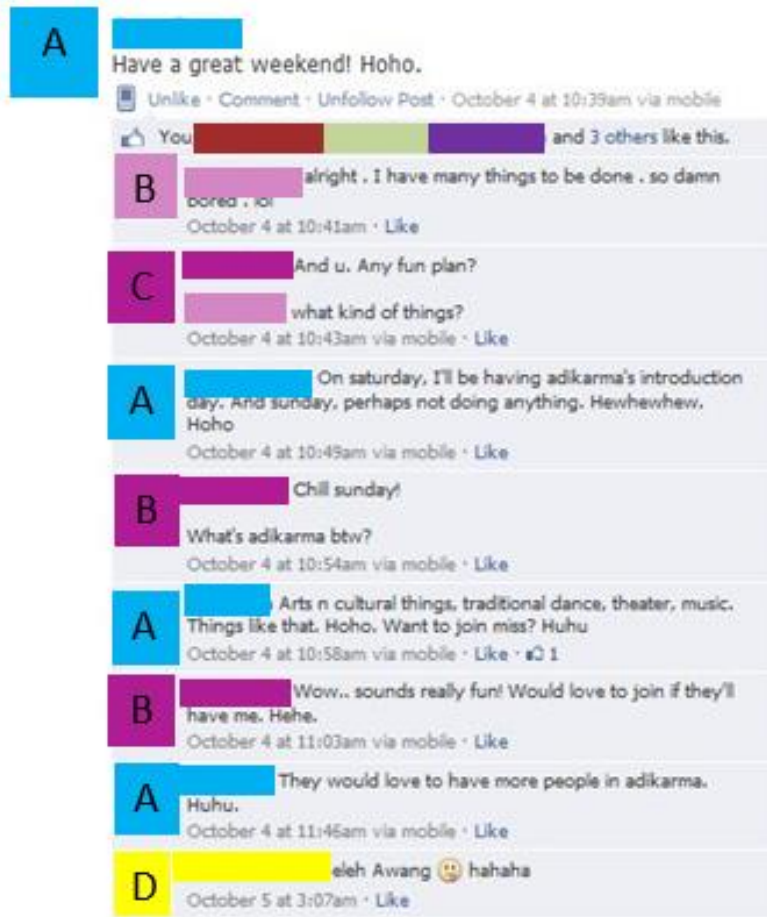 A
Have a great weekend! Hoho.
Unlike · Comment · Unfollow Post · October 4 at 10:39am via mobile
You and 3 others like this.
B
alright . I have many things to be done . so damn
bored . lol
October 4 at 10:41am · Like
C
And u. Any fun plan?
what kind of things?
October 4 at 10:43am via mobile · Like
A
On saturday, I'll be having adikarma's introduction
day. And sunday, perhaps not doing anything. Hewhewhew.
Hoho
October 4 at 10:49am via mobile · Like
B
Chill sunday!
What's adikarma btw?
October 4 at 10:54am via mobile · Like
A
Arts n cultural things, traditional dance, theater, music.
Things like that. Hoho. Want to join miss? Huhu
October 4 at 10:58am via mobile · Like · 1
B
Wow.. sounds really fun! Would love to join if they'll
have me. Hehe.
October 4 at 11:03am via mobile · Like
A
They would love to have more people in adikarma.
Huhu.
October 4 at 11:46am via mobile · Like
D
eleh Awang hahaha
October 5 at 3:07am · Like